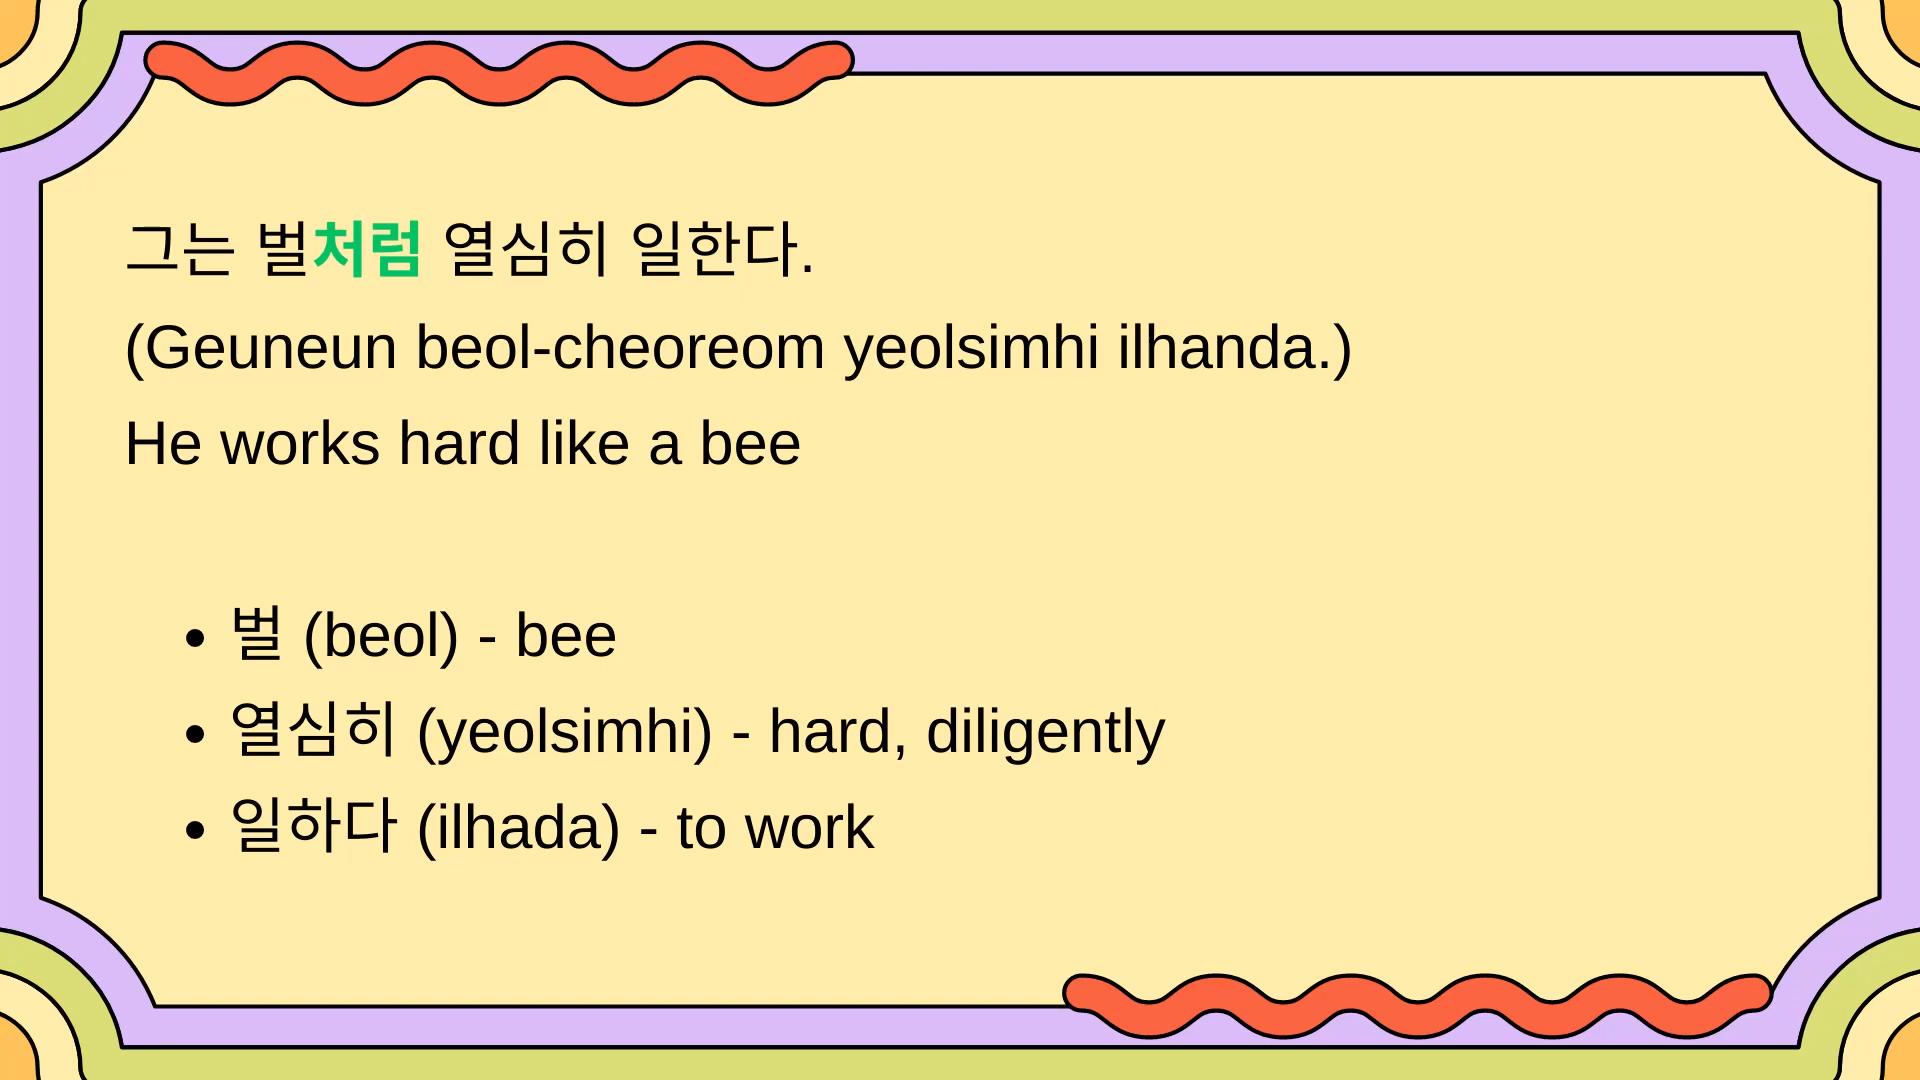 그는 벌처럼 열심히 일한다.
(Geuneun beol-cheoreom yeolsimhi ilhanda.)
He works hard like a bee
• 벌 (beol) - bee
• 열심히 (yeolsimhi) - hard, diligently
• 일하다 (ilhada) - to work